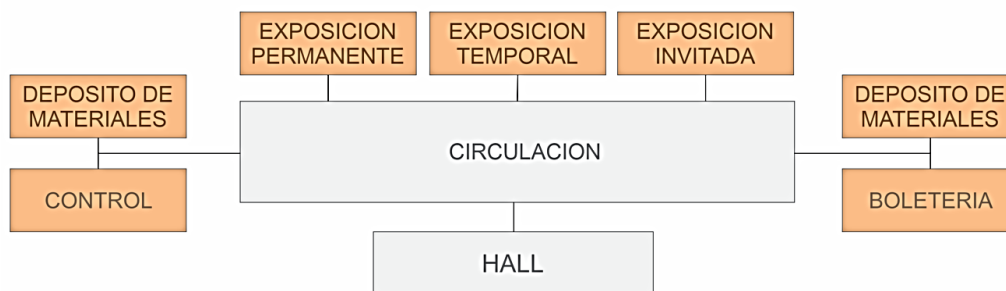 EXPOSICION
PERMANENTE
EXPOSICION
TEMPORAL
EXPOSICION
INVITADA
DEPOSITO DE
MATERIALES
DEPOSITO DE
MATERIALES
CIRCULACION
CONTROL
BOLETERIA
HALL